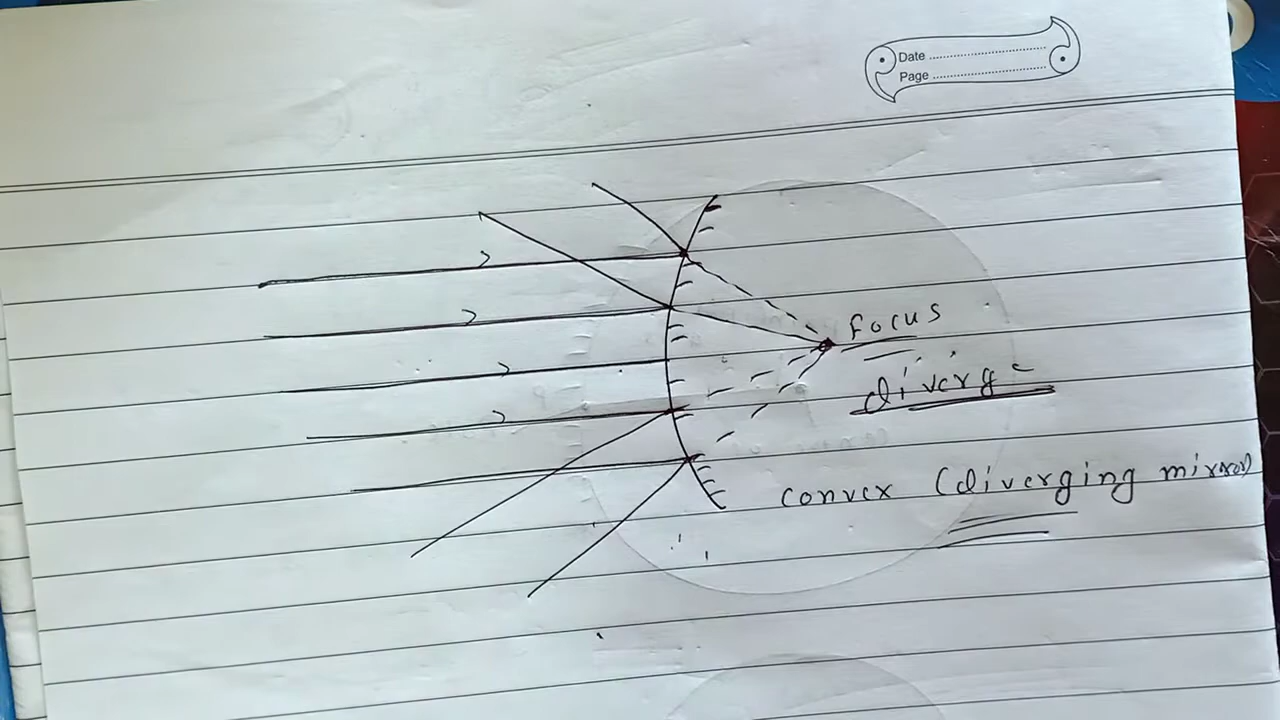 Date
Page
Focus
diverge
convex (diverging mirror)